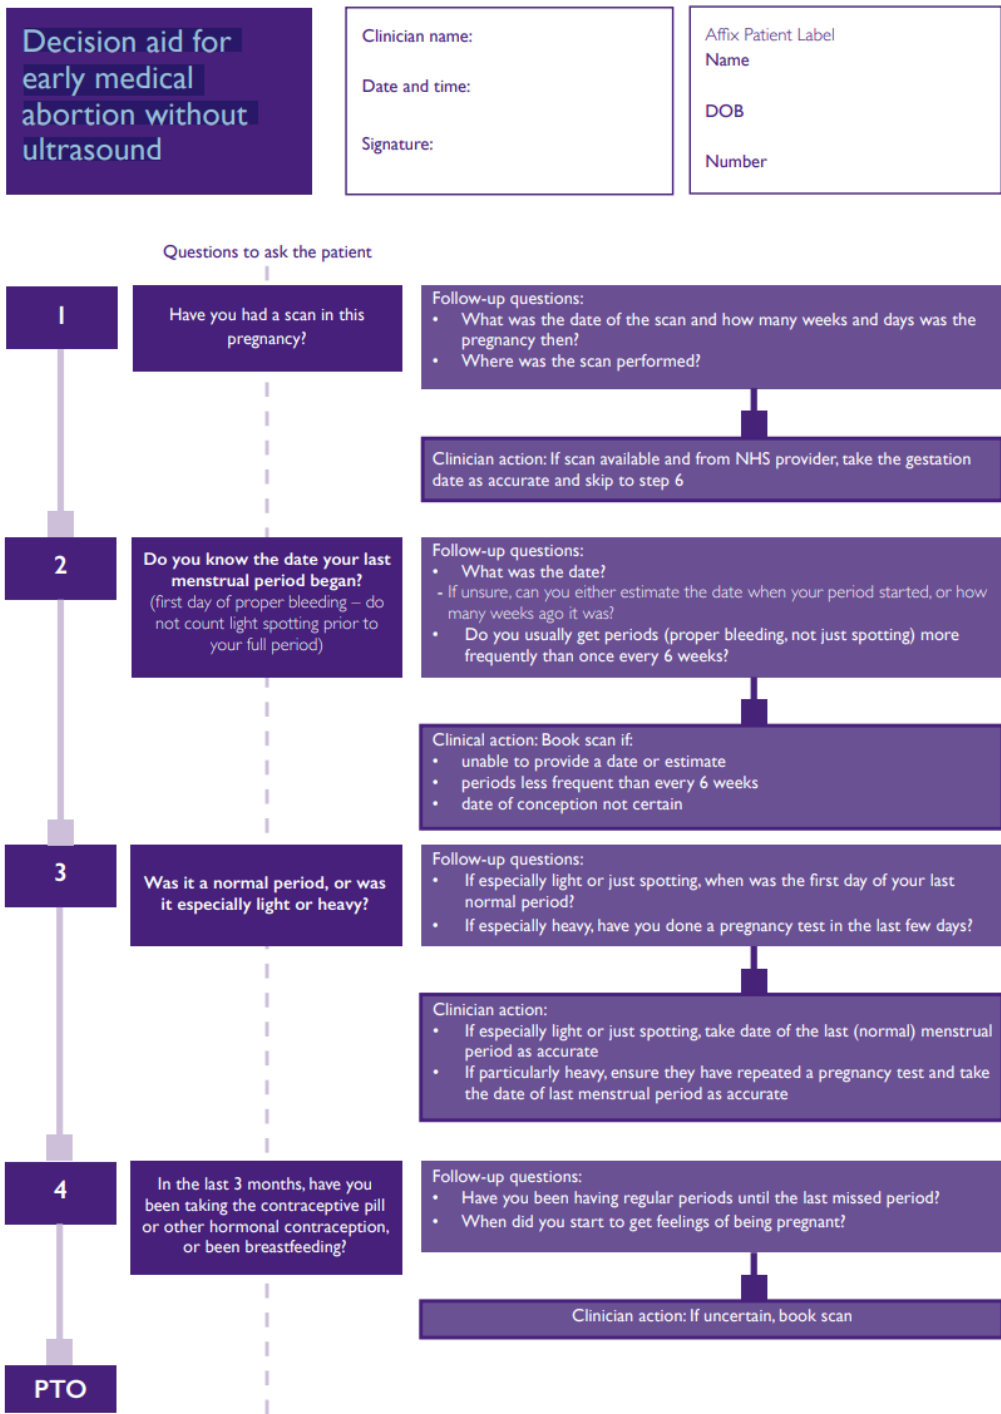 Decision aid for
early medical
abortion without
ultrasound
Clinician name:
Date and time:
Signature:
Affix Patient Label
Name
DOB
Number
Questions to ask the patient
1
Have you had a scan in this
pregnancy?
Follow-up questions:
• What was the date of the scan and how many weeks and days was the
pregnancy then?
• Where was the scan performed?
Clinician action: If scan available and from NHS provider, take the gestation
date as accurate and skip to step 6
2
Do you know the date your last
menstrual period began?
(first day of proper bleeding – do
not count light spotting prior to
your full period)
Follow-up questions:
• What was the date?
- If unsure, can you either estimate the date when your period started, or how
many weeks ago it was?
• Do you usually get periods (proper bleeding, not just spotting) more
frequently than once every 6 weeks?
Clinical action: Book scan if:
• unable to provide a date or estimate
• periods less frequent than every 6 weeks
• date of conception not certain
3
Was it a normal period, or was
it especially light or heavy?
Follow-up questions:
• If especially light or just spotting, when was the first day of your last
normal period?
• If especially heavy, have you done a pregnancy test in the last few days?
Clinician action:
• If especially light or just spotting, take date of the last (normal) menstrual
period as accurate
• If particularly heavy, ensure they have repeated a pregnancy test and take
the date of last menstrual period as accurate
4
In the last 3 months, have you
been taking the contraceptive pill
or other hormonal contraception,
or been breastfeeding?
Follow-up questions:
• Have you been having regular periods until the last missed period?
• When did you start to get feelings of being pregnant?
Clinician action: If uncertain, book scan
PTO